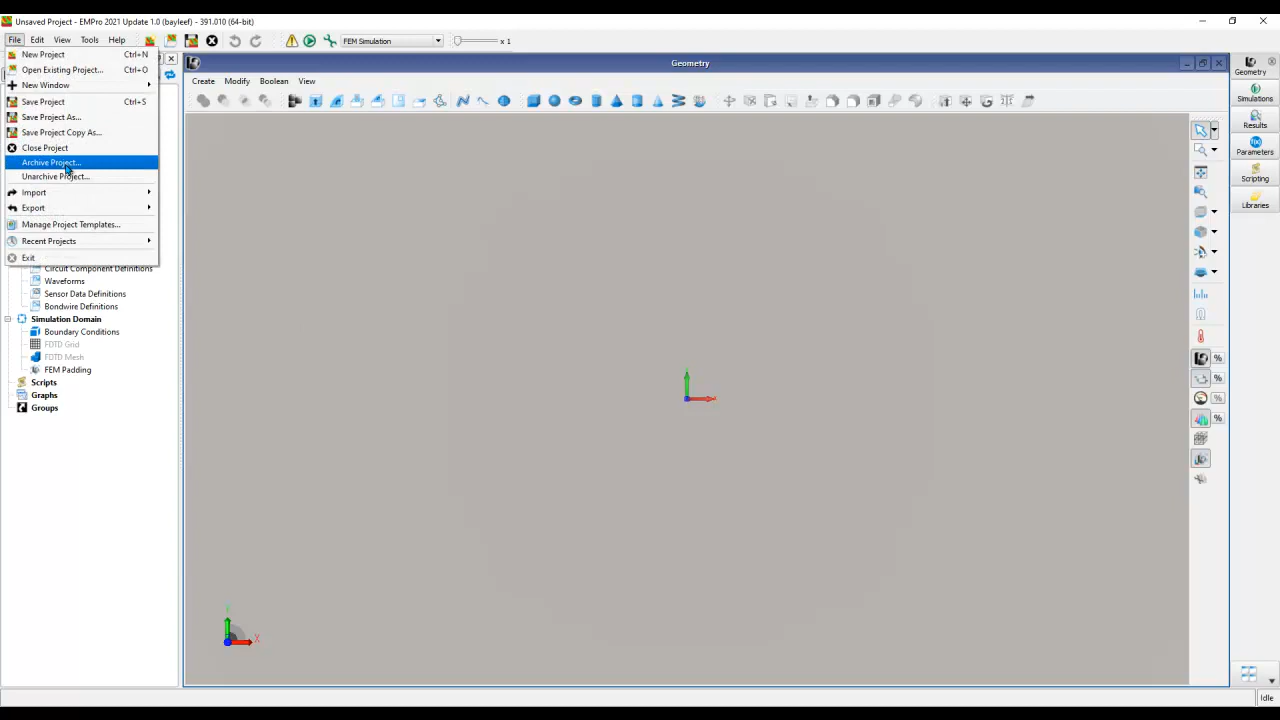 Unsaved Project - EMPro 2021 Update 1.0 (bayleef) - 391.010 (64-bit)
File Edit View Tools Help
FEM Simulation
x 1
New Project Ctrl+N
Open Existing Project... Ctrl+O
New Window
Save Project Ctrl+S
Save Project As...
Save Project Copy As...
Close Project
Archive Project...
Unarchive Project...
Import
Export
Manage Project Templates...
Recent Projects
Exit
Circuit Component Definitions
Waveforms
Sensor Data Definitions
Bondwire Definitions
Simulation Domain
Boundary Conditions
FDTD Grid
FDTD Mesh
FEM Padding
Scripts
Graphs
Groups
Geometry
Create Modify Boolean View
X
Geometry
Simulations
Results
Parameters
Scripting
Libraries
%
%
%
%
Idle